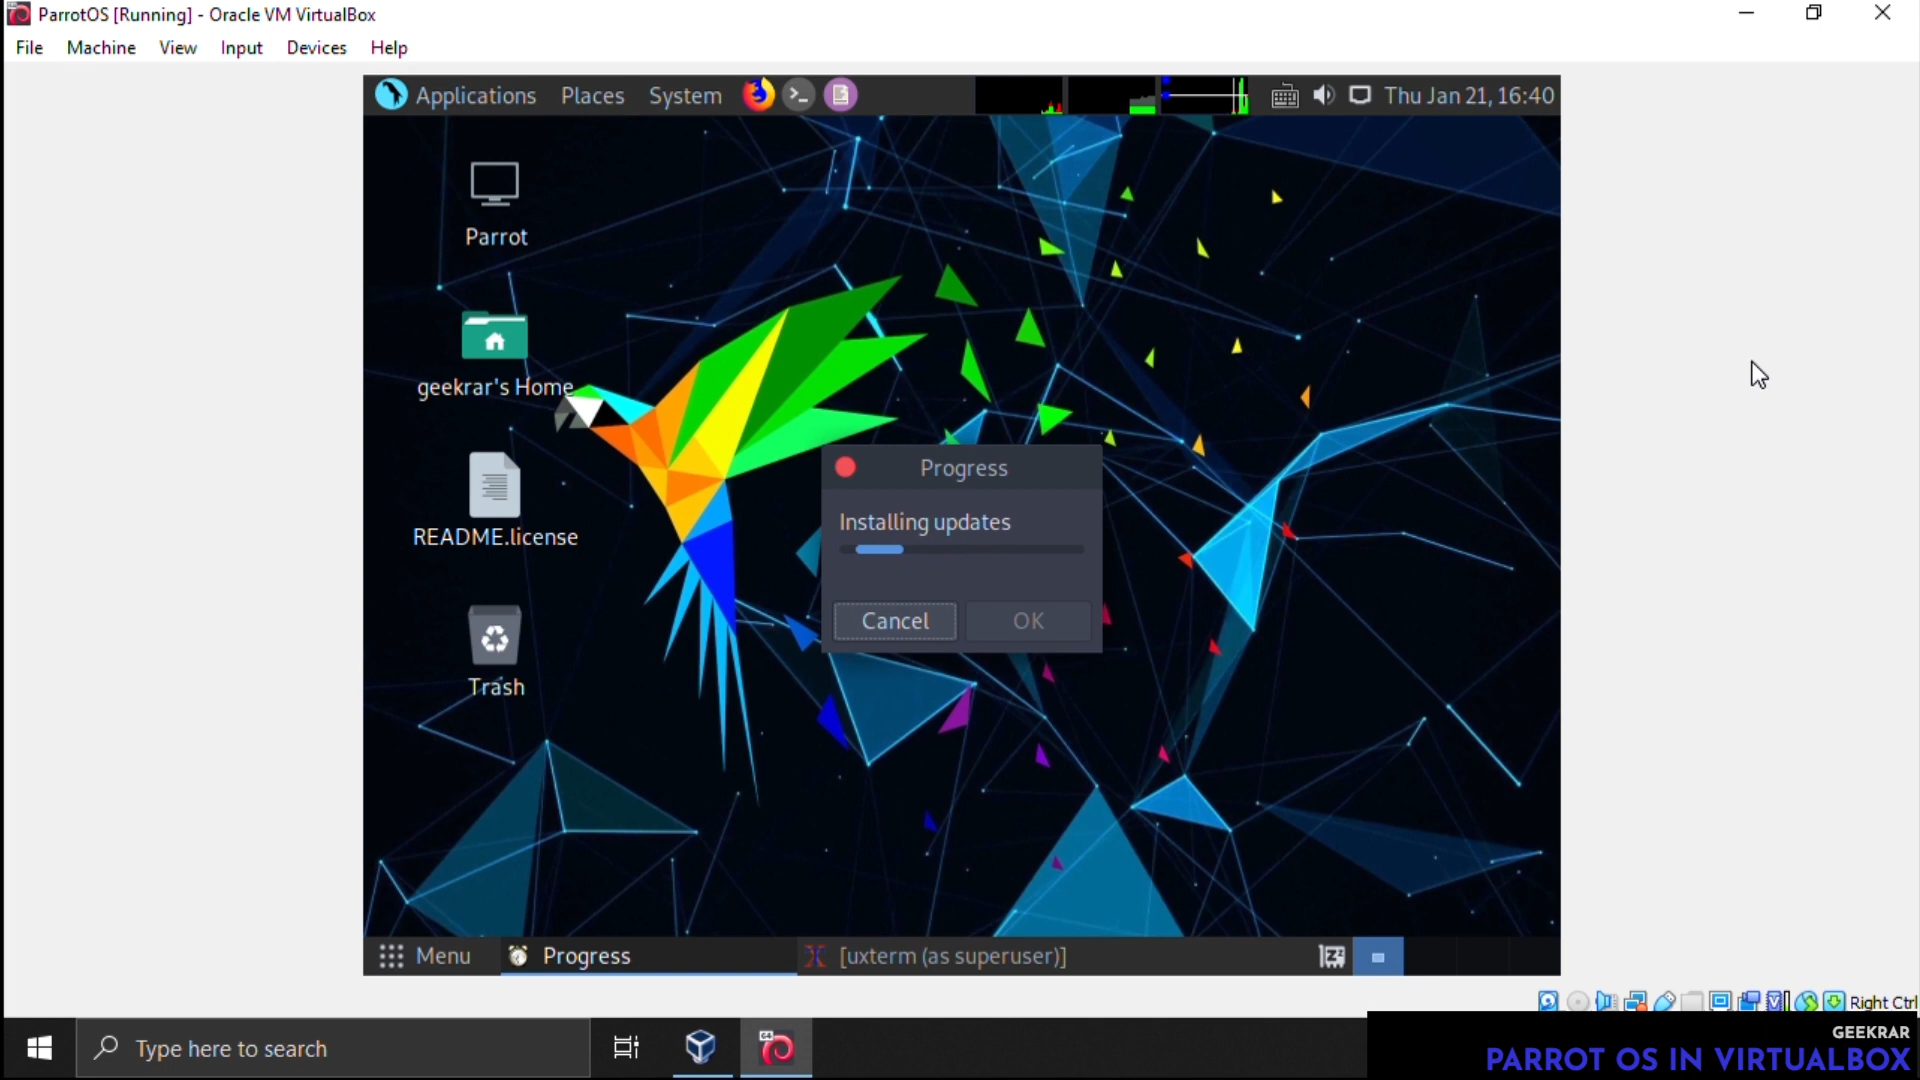 ParrotOS [Running] - Oracle VM VirtualBox
File Machine View Input Devices Help
Applications Places System Thu Jan 21, 16:40
Parrot
geekrar's Home
README.license
Trash
Progress
Installing updates
Cancel OK
Menu Progress [uxterm (as superuser)]
Right Ctrl
Type here to search
GEEKRAR
PARROT OS IN VIRTUALBOX